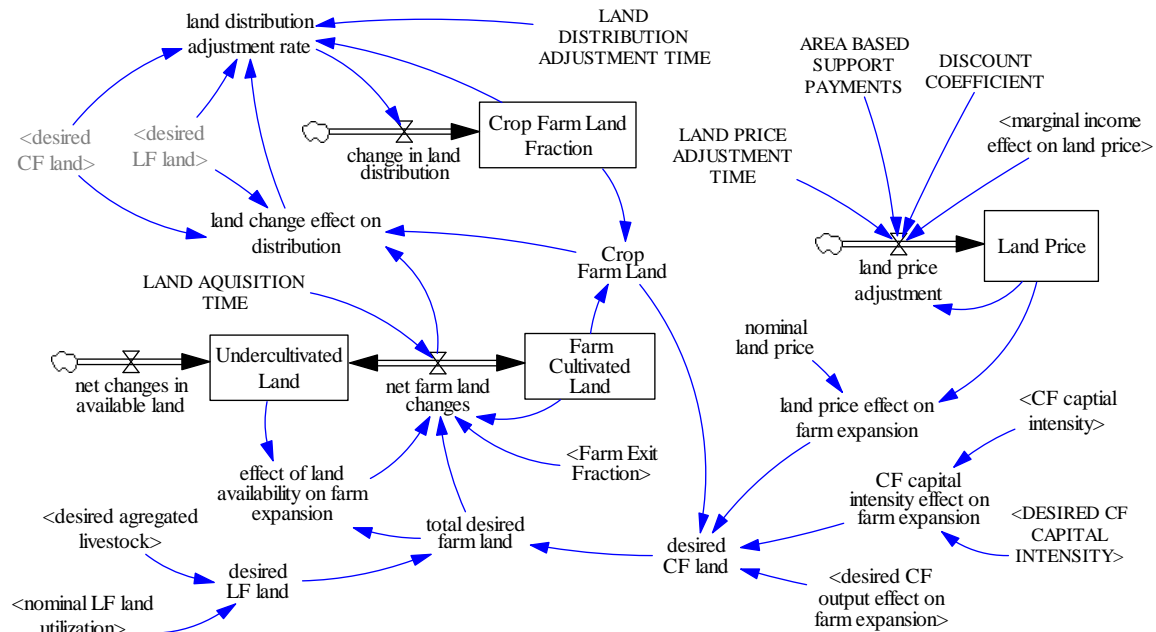 land distribution
adjustment rate
LAND
DISTRIBUTION
ADJUSTMENT TIME
AREA BASED
SUPPORT
PAYMENTS
DISCOUNT
COEFFICIENT
<desired
CF land>
<desired
LF land>
change in land
distribution
Crop Farm Land
Fraction
LAND PRICE
ADJUSTMENT
TIME
<marginal income
effect on land price>
land change effect on
distribution
Crop
Farm Land
land price
adjustment
Land Price
LAND AQUISITION
TIME
net changes in
available land
Undercultivated
Land
net farm land
changes
Farm
Cultivated
Land
nominal
land price
land price effect on
farm expansion
<CF captial
intensity>
effect of land
availability on farm
expansion
<Farm Exit
Fraction>
CF capital
intensity effect on
farm expansion
<desired agregated
livestock>
total desired
farm land
desired
CF land
<DESIRED CF
CAPITAL
INTENSITY>
desired
LF land
<desired CF
output effect on
farm expansion>
<nominal LF land
utilization>